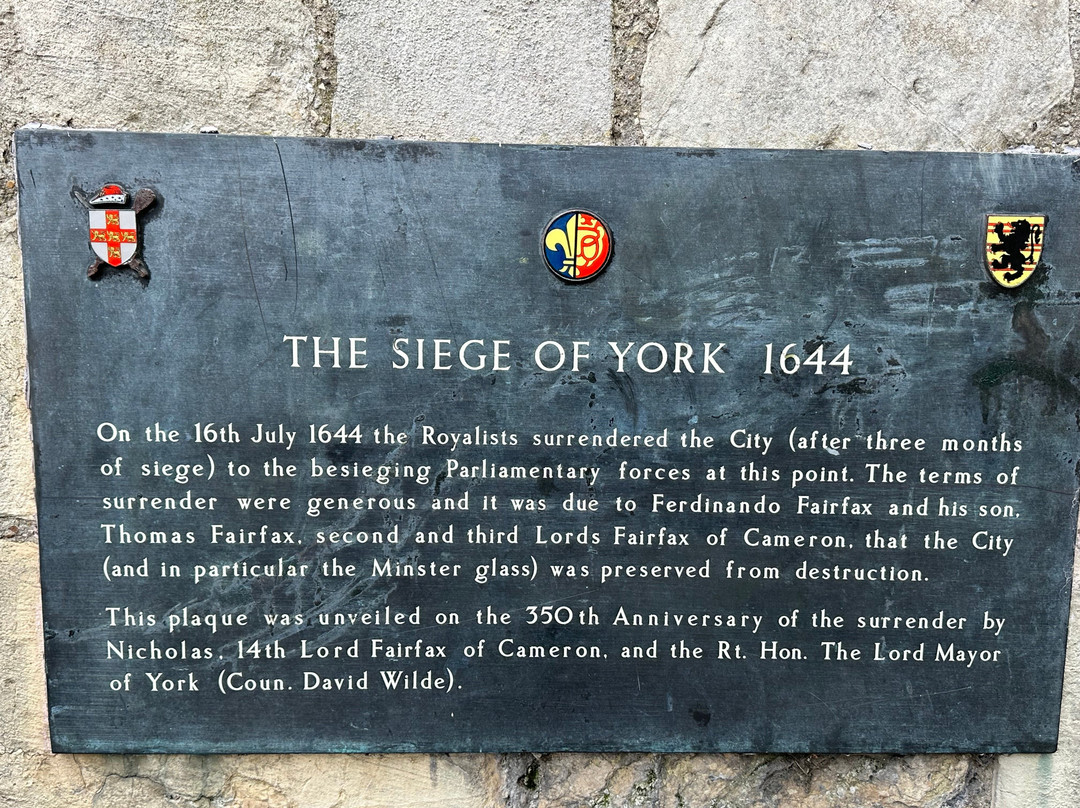 THE SIEGE OF YORK 1644
On the 16th July 1644 the Royalists surrendered the City (after three months
of siege) to the besieging Parliamentary forces at this point. The terms of
surrender were generous and it was due to Ferdinando Fairfax and his son,
Thomas Fairfax, second and third Lords Fairfax of Cameron, that the City
(and in particular the Minster glass) was preserved from destruction.
This plaque was unveiled on the 350th Anniversary of the surrender by
Nicholas, 14th Lord Fairfax of Cameron, and the Rt. Hon. The Lord Mayor
of York (Coun. David Wilde).